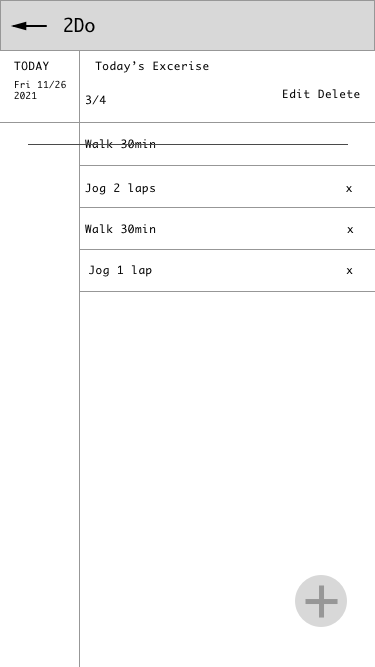 2Do
TODAY
Fri 11/26
2021
Today's Excerise
3/4
Edit Delete
Walk 30min
Jog 2 laps x
Walk 30min x
Jog 1 lap x